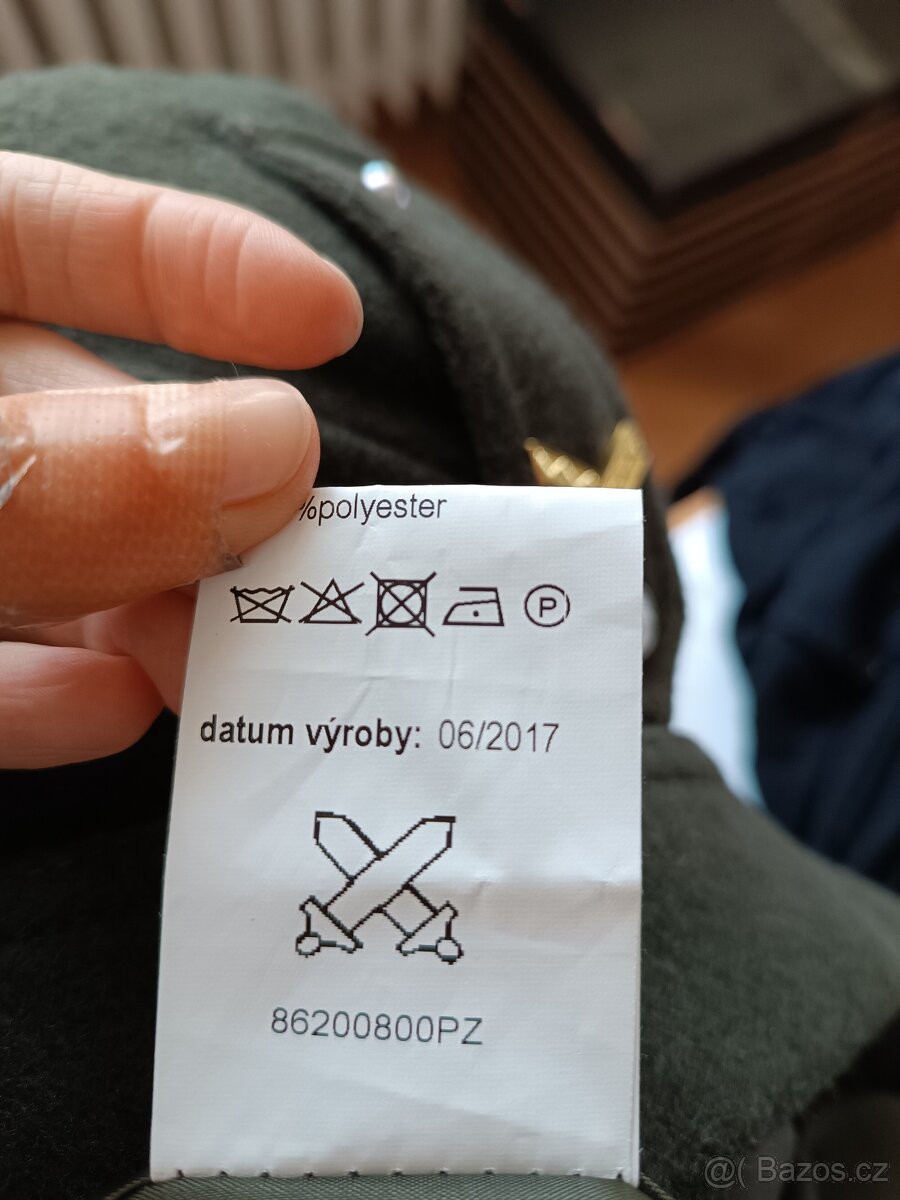 %polyester
P
datum výroby: 06/2017
86200800PZ
@( Bazos.cz